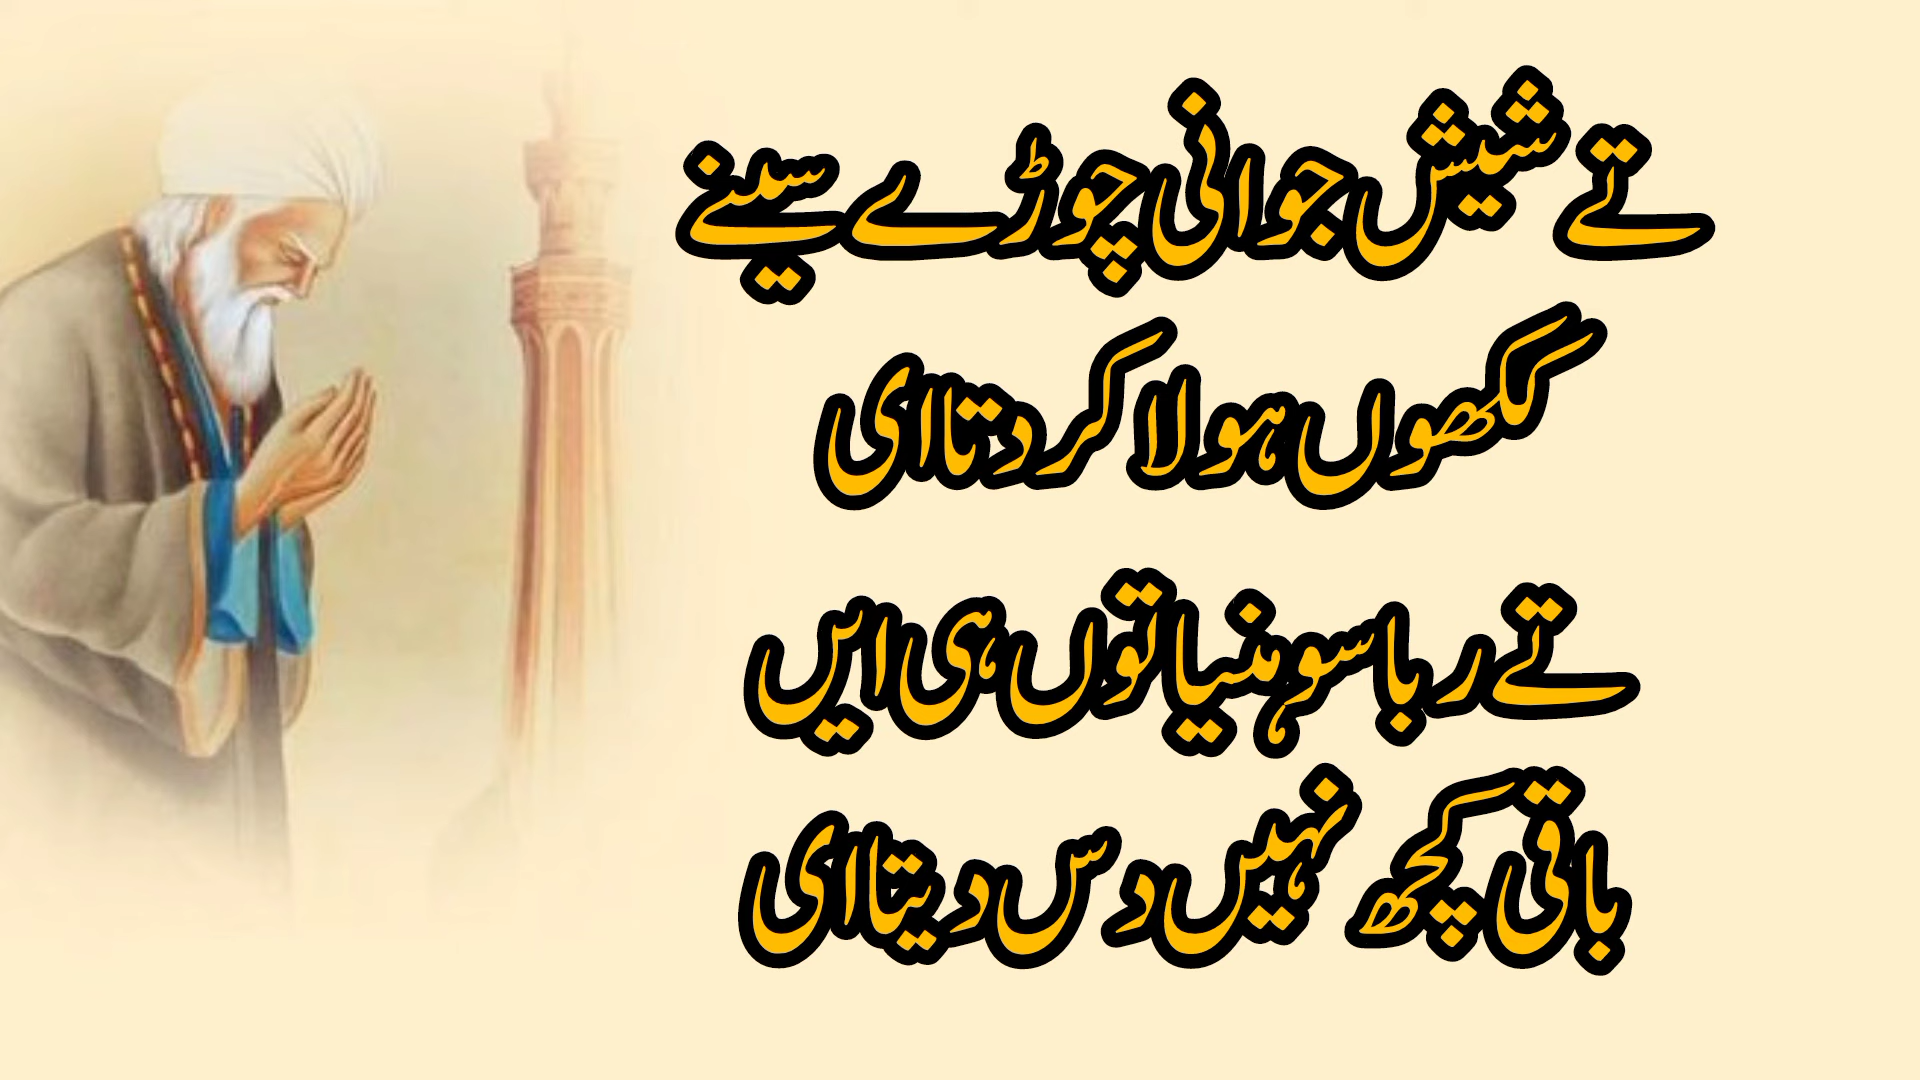 تے شیش جوانی چوڑے سینے
ککھوں ہولا کر دتا ای
تے ربا سوہنیا توں ہی ایں
باقی کچھ نہیں دس دیتا ای